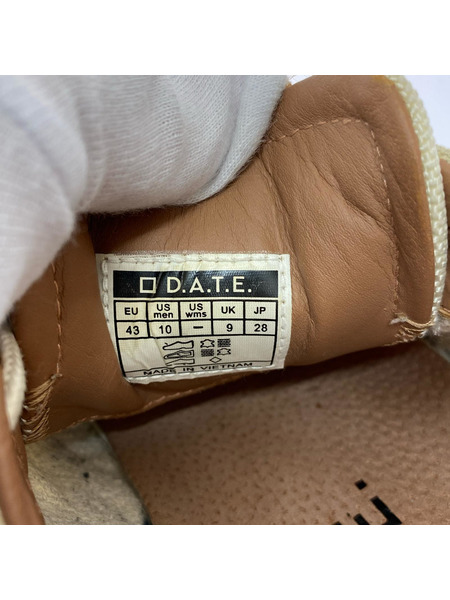 D.A.T.E.
EU US men US wms UK JP
43 10 — 9 28
MADE IN VIETNAM